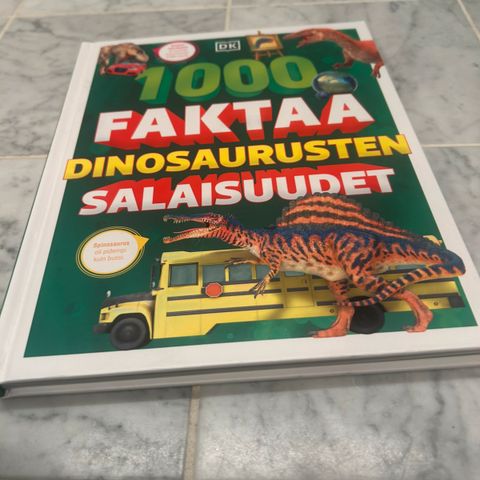 DK
1000
FAKTAA
DINOSAURUSTEN
SALAISUUDET
Spinosaurus
oli pidempi
kuin bussi.